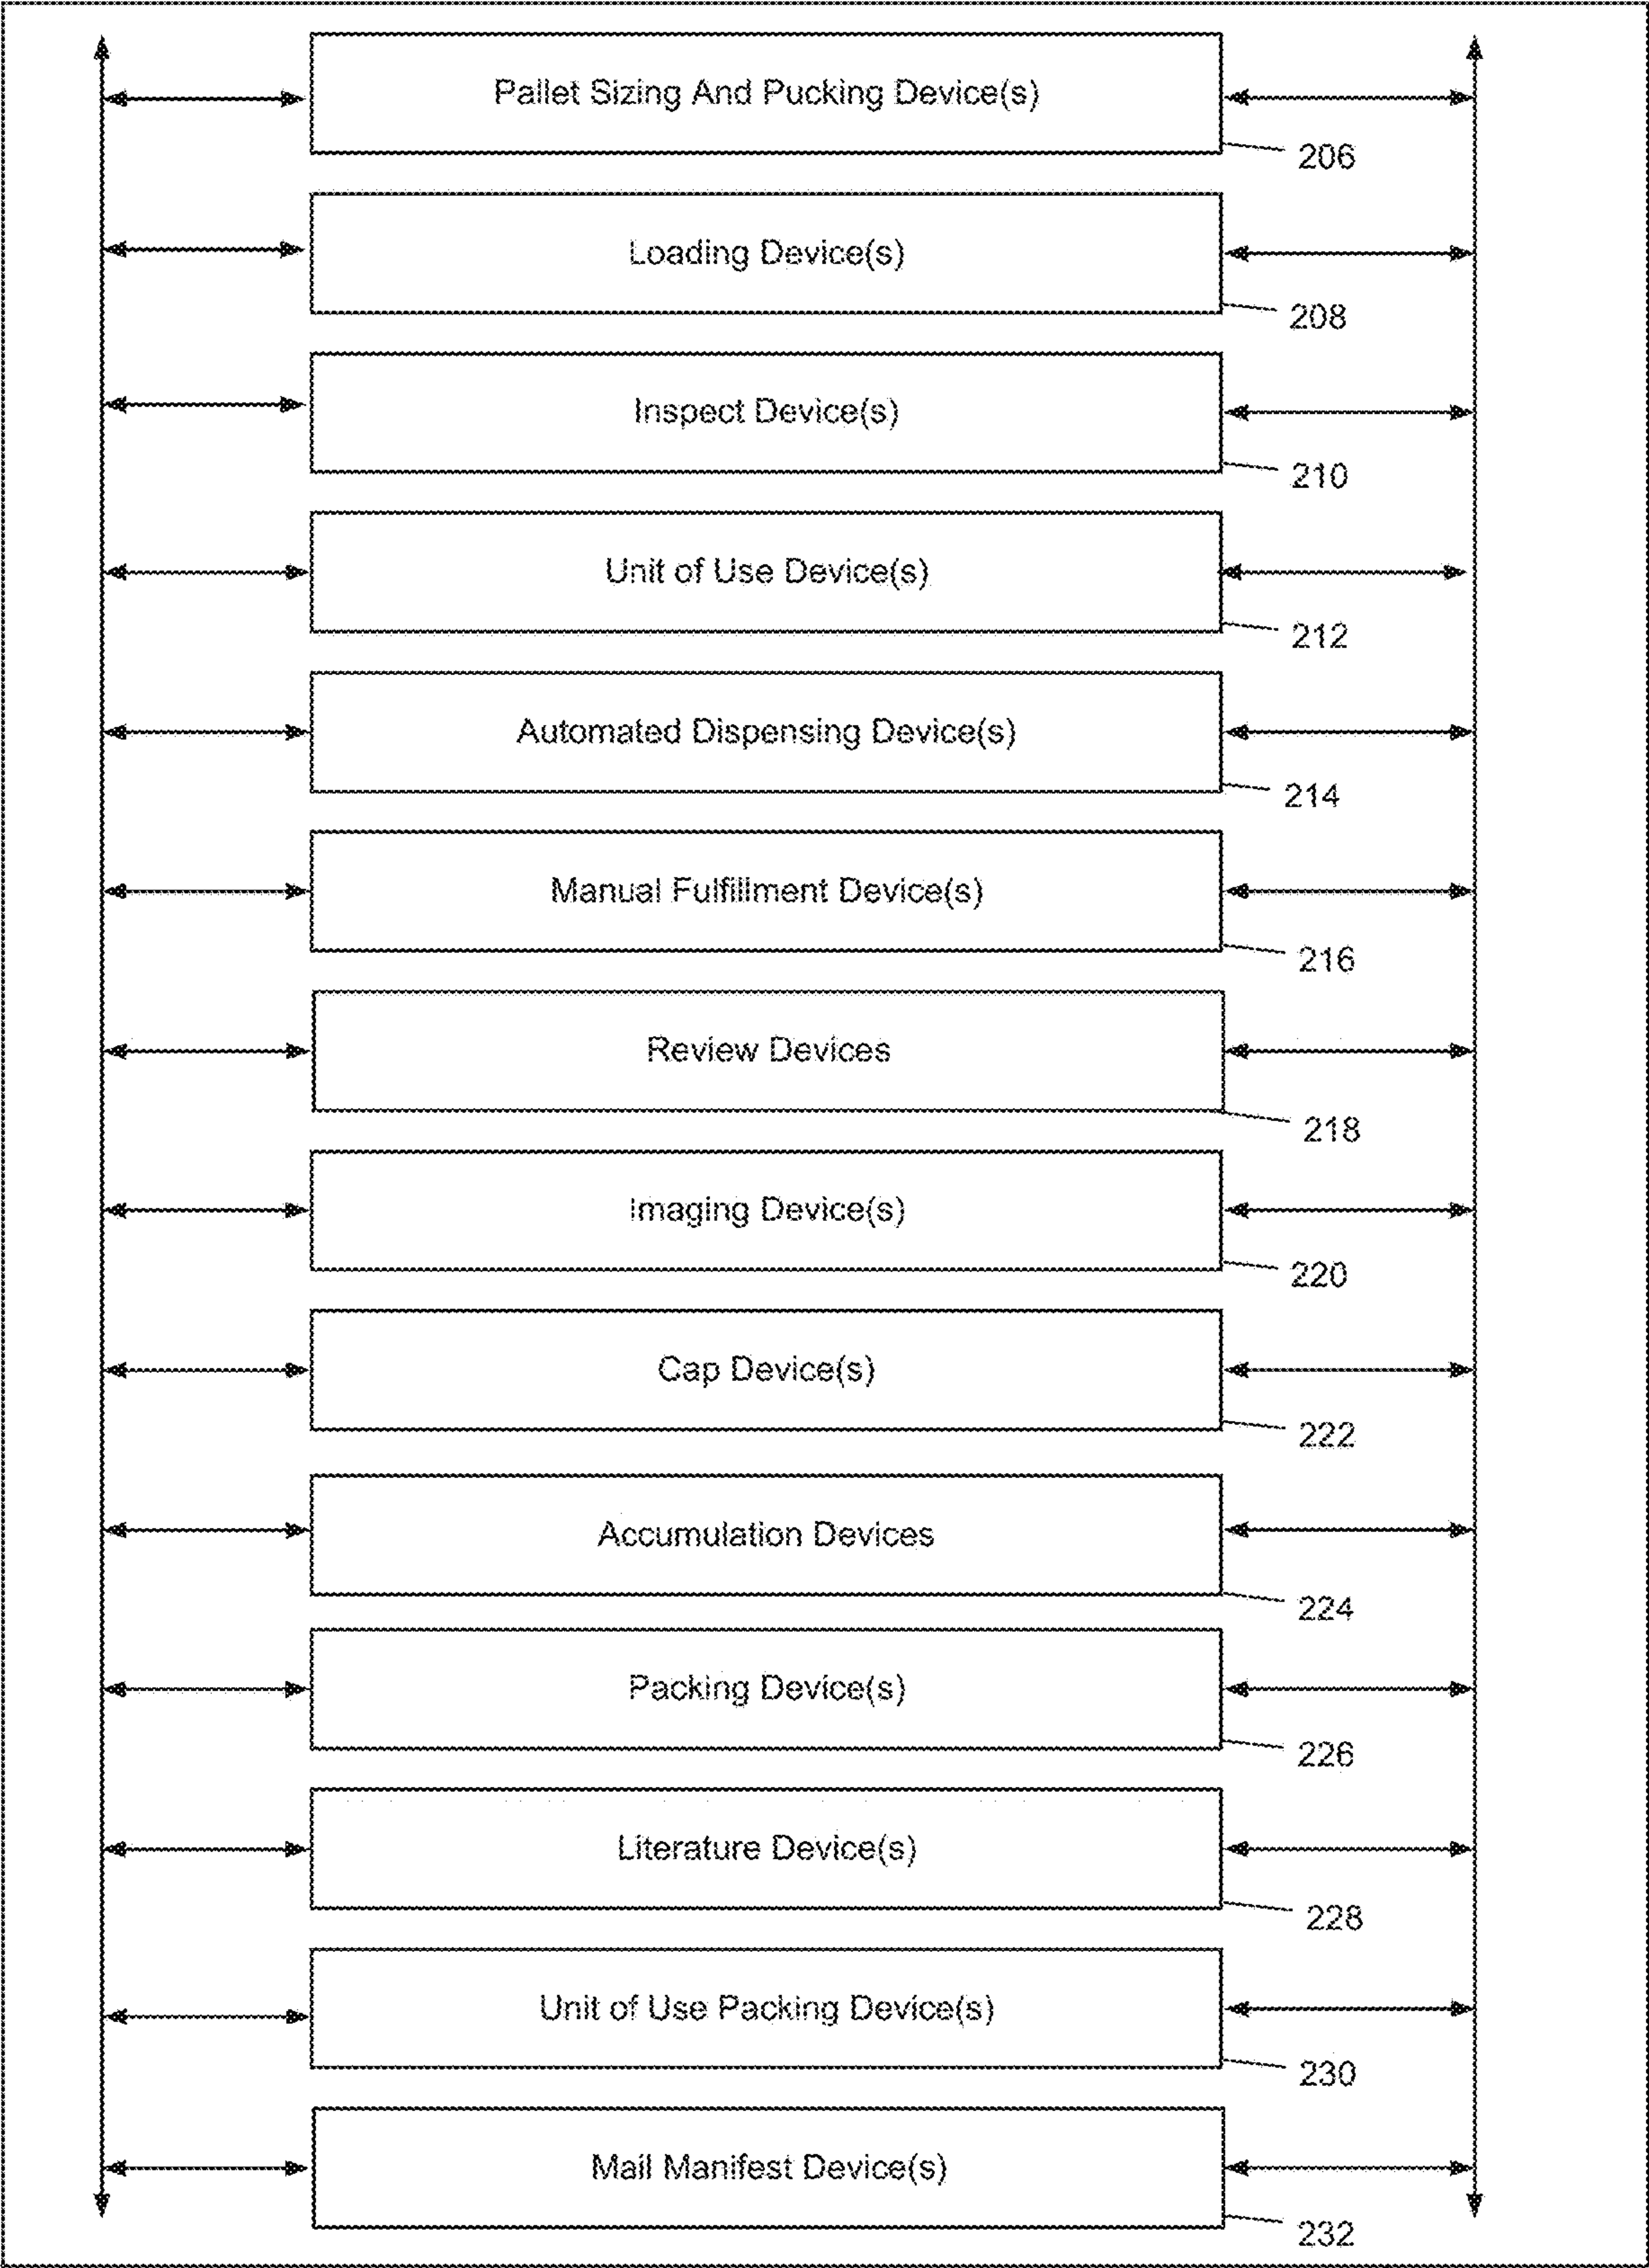 Pallet Sizing And Pucking Device(s)
206
Loading Device(s)
208
Inspect Device(s)
210
Unit of Use Device(s)
212
Automated Dispensing Device(s)
214
Manual Fulfillment Device(s)
216
Review Devices
218
Imaging Device(s)
220
Cap Device(s)
222
Accumulation Devices
224
Packing Device(s)
226
Literature Device(s)
228
Unit of Use Packing Device(s)
230
Mail Manifest Device(s)
232